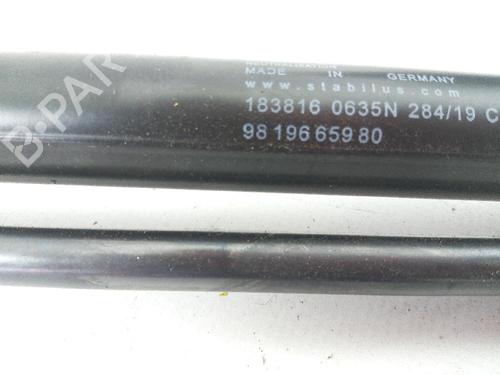 MADE IN GERMANY
www.stabilus.com
183816 0635N 284/19 C
98 196 659 80
B-PAR